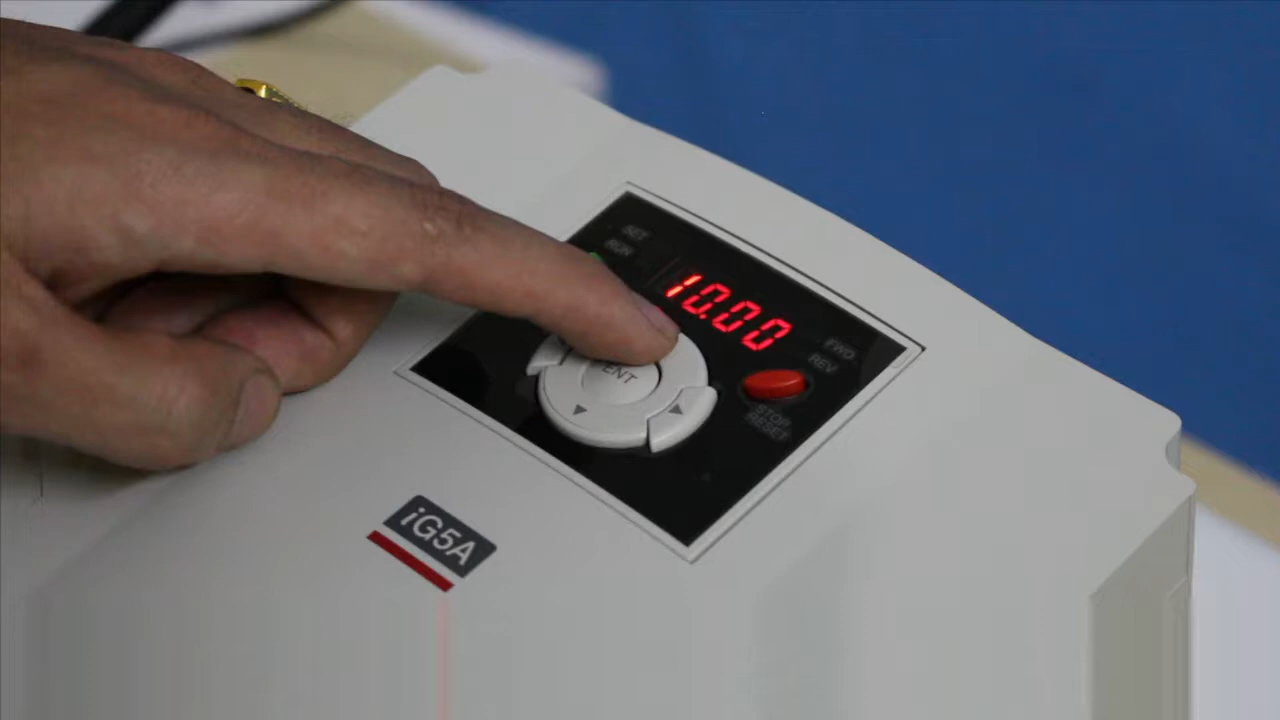 SET
RUN
10.00
FWD
REV
ENT
STOP
RESET
iG5A